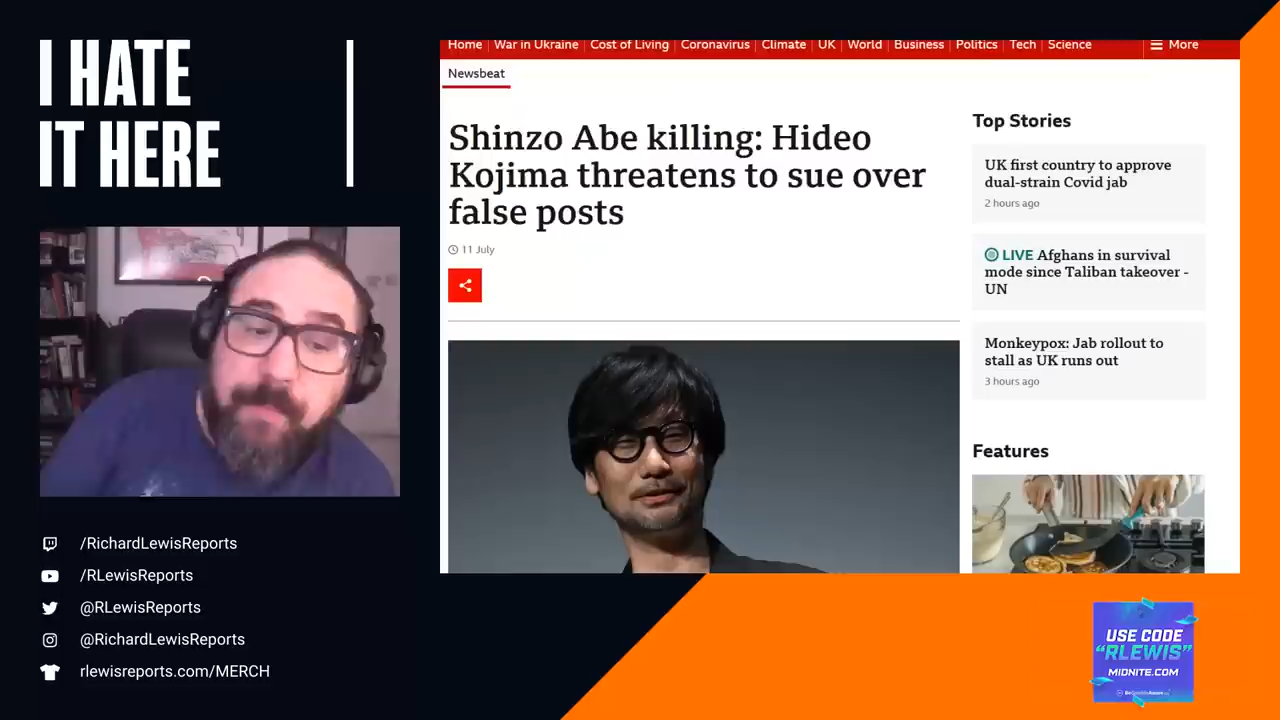 I HATE
IT HERE
/RichardLewisReports
/RLewisReports
@RLewisReports
@RichardLewisReports
rlewisreports.com/MERCH
Home War in Ukraine Cost of Living Coronavirus Climate UK World Business Politics Tech Science More
Newsbeat
Shinzo Abe killing: Hideo
Kojima threatens to sue over
false posts
11 July
Top Stories
UK first country to approve
dual-strain Covid jab
2 hours ago
LIVE Afghans in survival
mode since Taliban takeover -
UN
Monkeypox: Jab rollout to
stall as UK runs out
3 hours ago
Features
USE CODE
“RLEWIS”
MIDNITE.COM